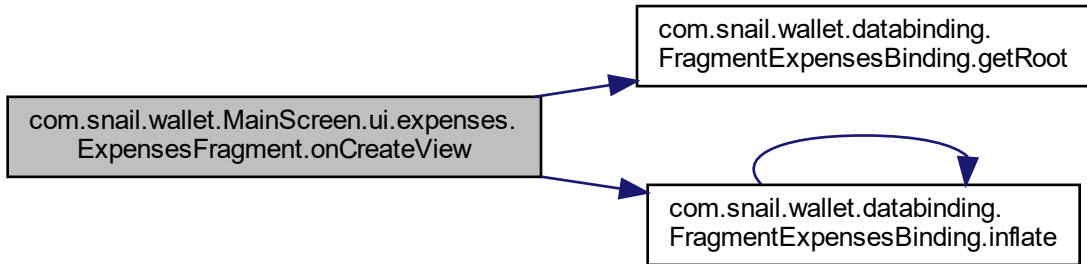 com.snail.wallet.databinding.
FragmentExpensesBinding.getRoot
com.snail.wallet.MainScreen.ui.expenses.
ExpensesFragment.onCreateView
com.snail.wallet.databinding.
FragmentExpensesBinding.inflate